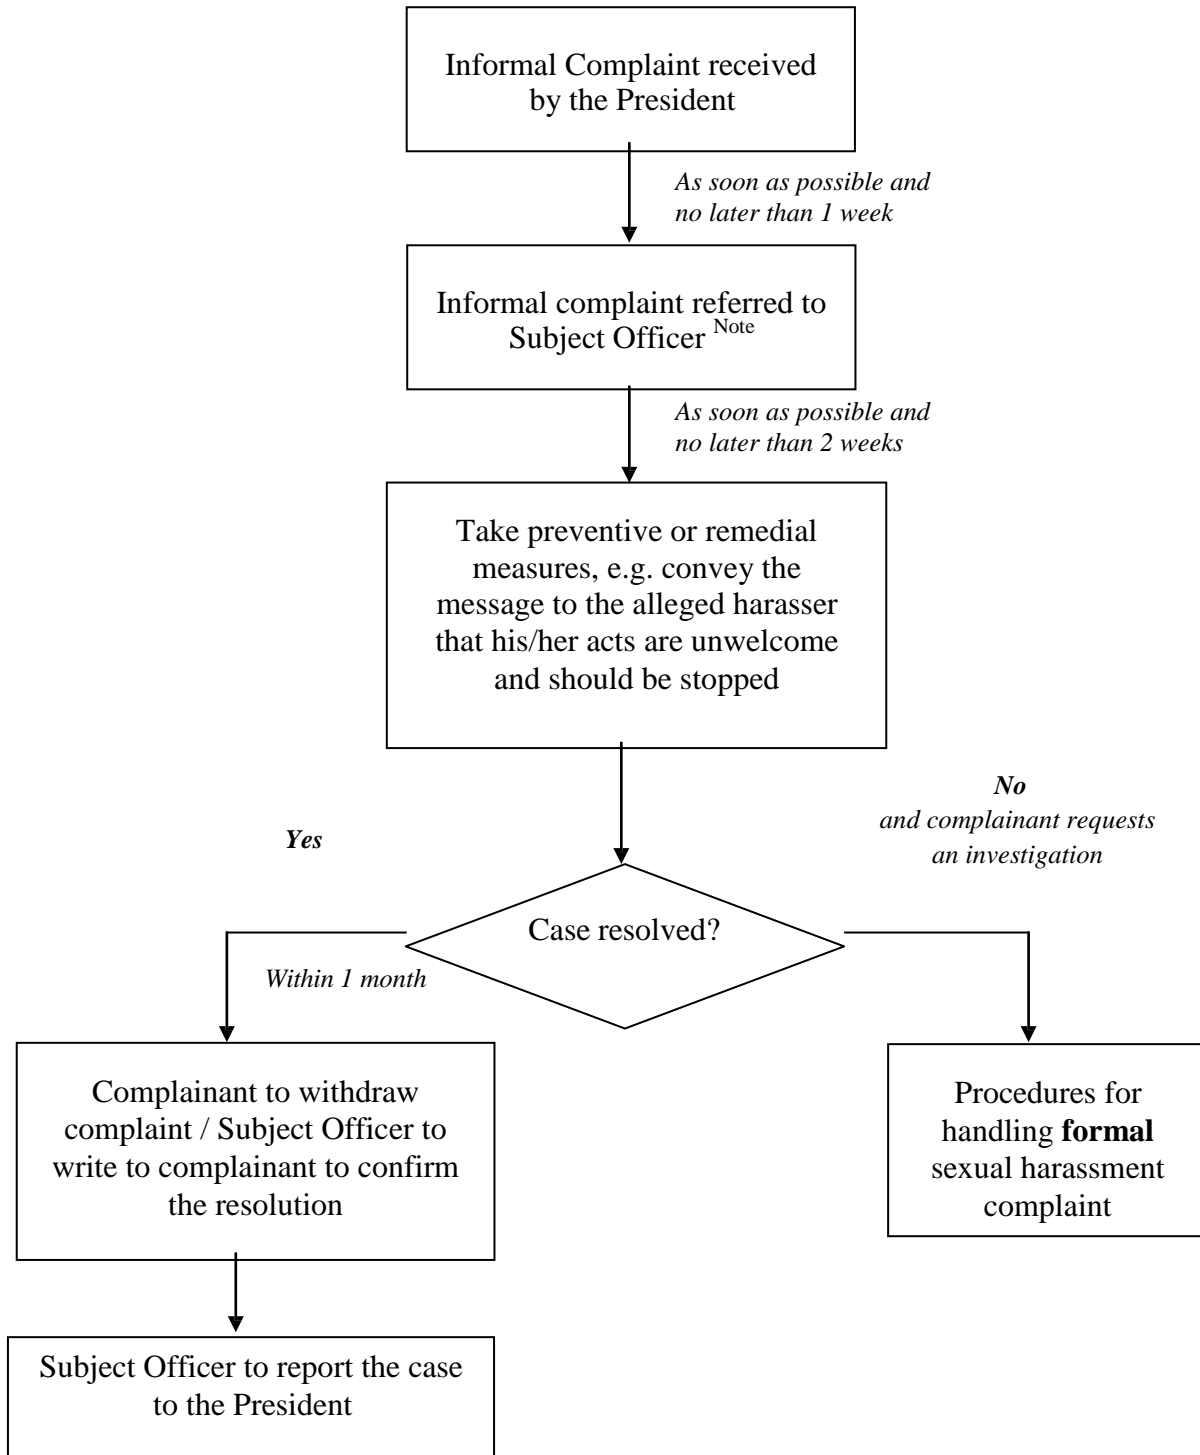 Informal Complaint received
by the President
As soon as possible and
no later than 1 week
Informal complaint referred to
Subject Officer Note
As soon as possible and
no later than 2 weeks
Take preventive or remedial
measures, e.g. convey the
message to the alleged harasser
that his/her acts are unwelcome
and should be stopped
No
and complainant requests
an investigation
Yes
Case resolved?
Within 1 month
Complainant to withdraw
complaint / Subject Officer to
write to complainant to confirm
the resolution
Procedures for
handling formal
sexual harassment
complaint
Subject Officer to report the case
to the President